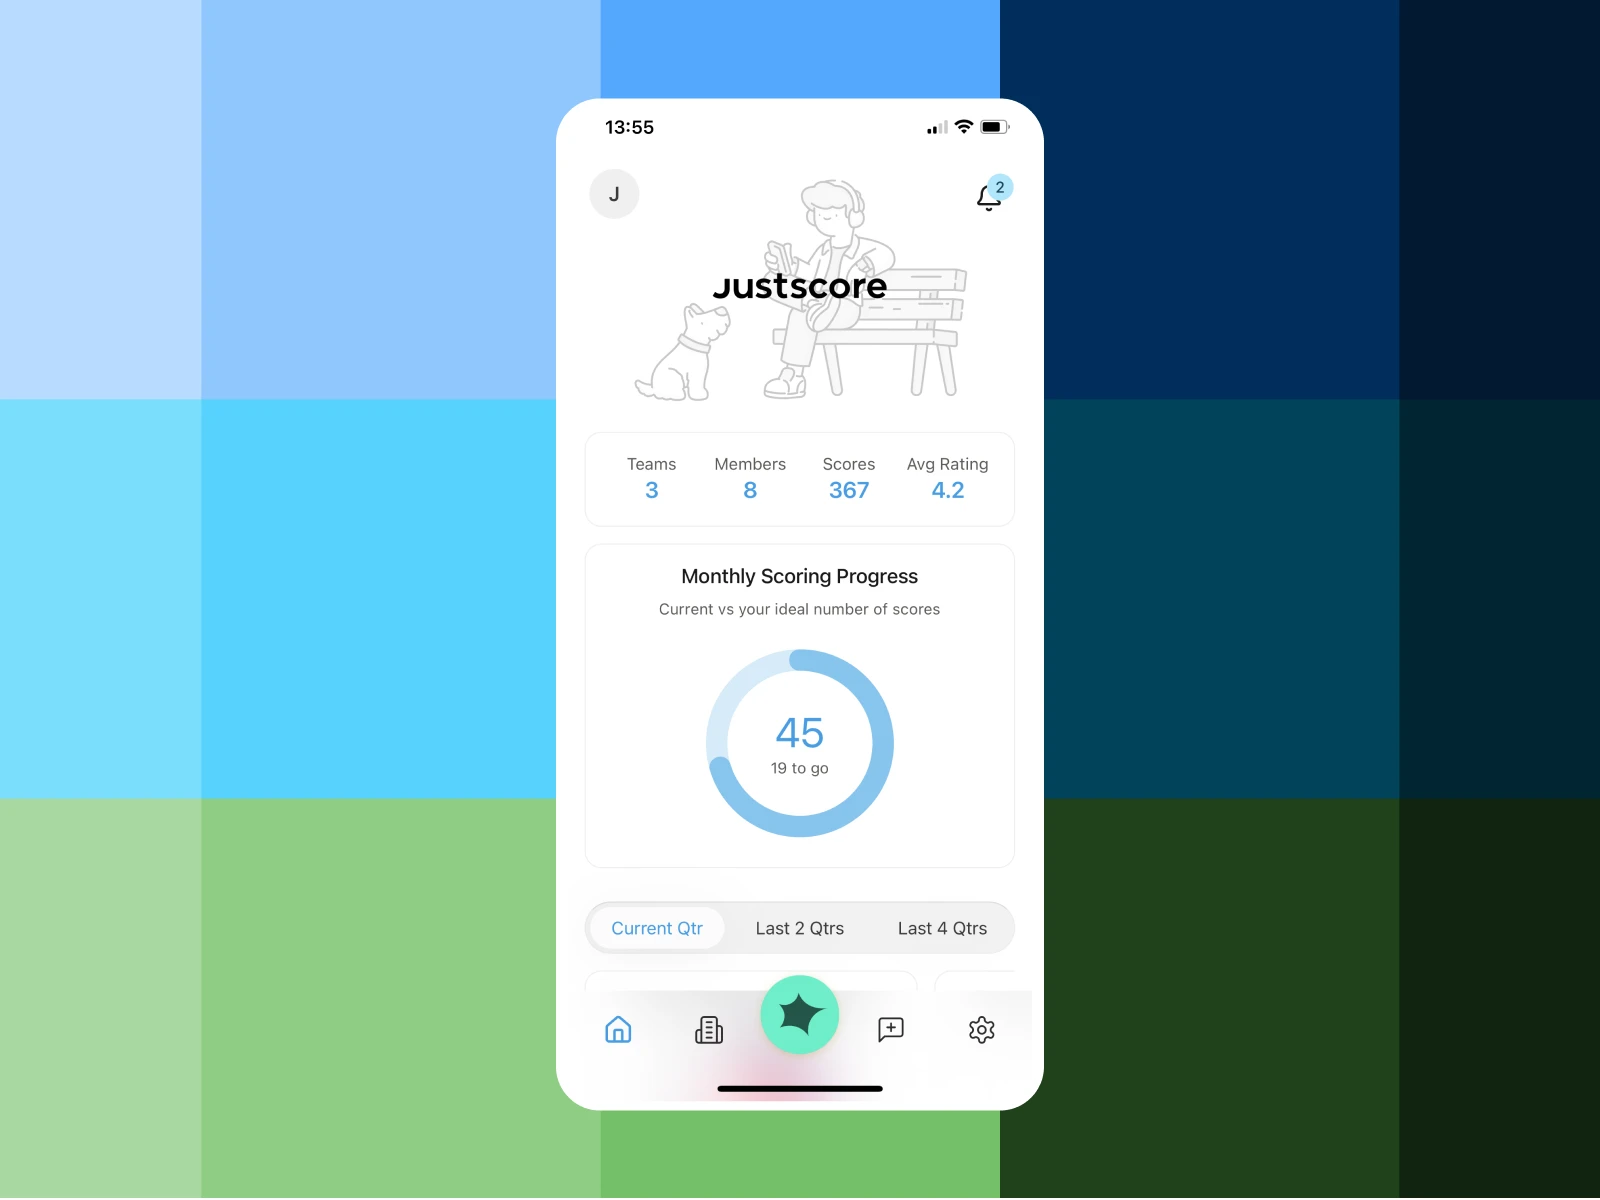 13:55
J
2
Justscore
Teams Members Scores Avg Rating
3 8 367 4.2
Monthly Scoring Progress
Current vs your ideal number of scores
45
19 to go
Current Qtr Last 2 Qtrs Last 4 Qtrs